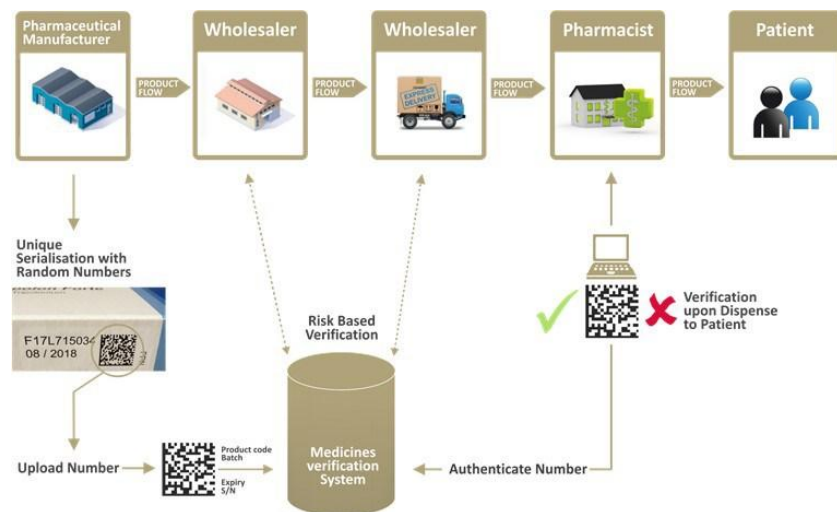 Pharmaceutical
Manufacturer
Wholesaler
Wholesaler
Pharmacist
Patient
PRODUCT
FLOW
PRODUCT
FLOW
EXPRESS
DELIVERY
PRODUCT
FLOW
PRODUCT
FLOW
Unique
Serialisation with
Random Numbers
F17L715034
08 / 2018
Risk Based
Verification
Verification
upon Dispense
to Patient
Upload Number
Product code
Batch
Expiry
S/N
Medicines
verification
System
Authenticate Number